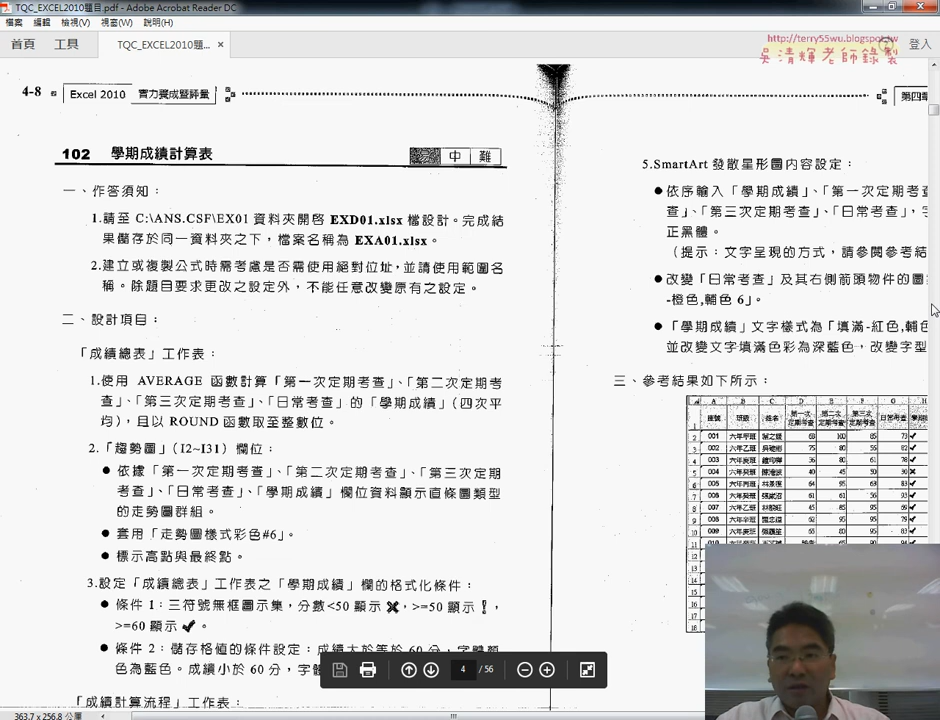 TQC_EXCEL2010題目.pdf - Adobe Acrobat Reader DC
檔案 編輯 檢視(V) 視窗(W) 說明(H)
首頁 工具 TQC_EXCEL2010題... × 登入
http://terry55wu.blogspot.tw
吳清輝老師錄製
4-8 Excel 2010 實力養成暨評量
第四
102 學期成績計算表
中 難
一、作答須知：
1.請至 C:\ANS.CSF\EX01 資料夾開啓 EXD01.xlsx 檔設計。完成結
果儲存於同一資料夾之下，檔案名稱為 EXA01.xlsx。
2.建立或複製公式時需考慮是否需使用絕對位址，並請使用範圍名
稱。除題目要求更改之設定外，不能任意改變原有之設定。
二、設計項目：
「成績總表」工作表：
1.使用 AVERAGE 函數計算「第一次定期考查」、「第二次定期考
查」、「第三次定期考查」、「日常考查」的「學期成績」（四次平
均），且以 ROUND 函數取至整數位。
2.「趨勢圖」（I2~I31）欄位：
● 依據「第一次定期考查」、「第二次定期考查」、「第三次定期
考查」、「日常考查」、「學期成績」欄位資料顯示直條圖類型
的走勢圖群組。
● 套用「走勢圖樣式彩色#6」。
● 標示高點與最終點。
3.設定「成績總表」工作表之「學期成績」欄的格式化條件：
● 條件 1：三符號無框圖示集，分數<50 顯示 ✖，>=50 顯示 !，
>=60 顯示 ✔。
● 條件 2：儲存格值的條件設定：成績大於等於 60 分，字體顏
色為藍色。成績小於 60 分，字體
「成績計算流程」工作表：
5.SmartArt 發散星形圖內容設定：
● 依序輸入「學期成績」、「第一次定期考
查」、「第三次定期考查」、「日常考查」，
正黑體。
（提示：文字呈現的方式，請參閱參考結
● 改變「日常考查」及其右側箭頭物件的圖
-橙色,輔色 6」。
● 「學期成績」文字樣式為「填滿-紅色,輔色
並改變文字填滿色彩為深藍色，改變字型
三、參考結果如下所示：
4 / 56
363.7 x 256.8 公釐